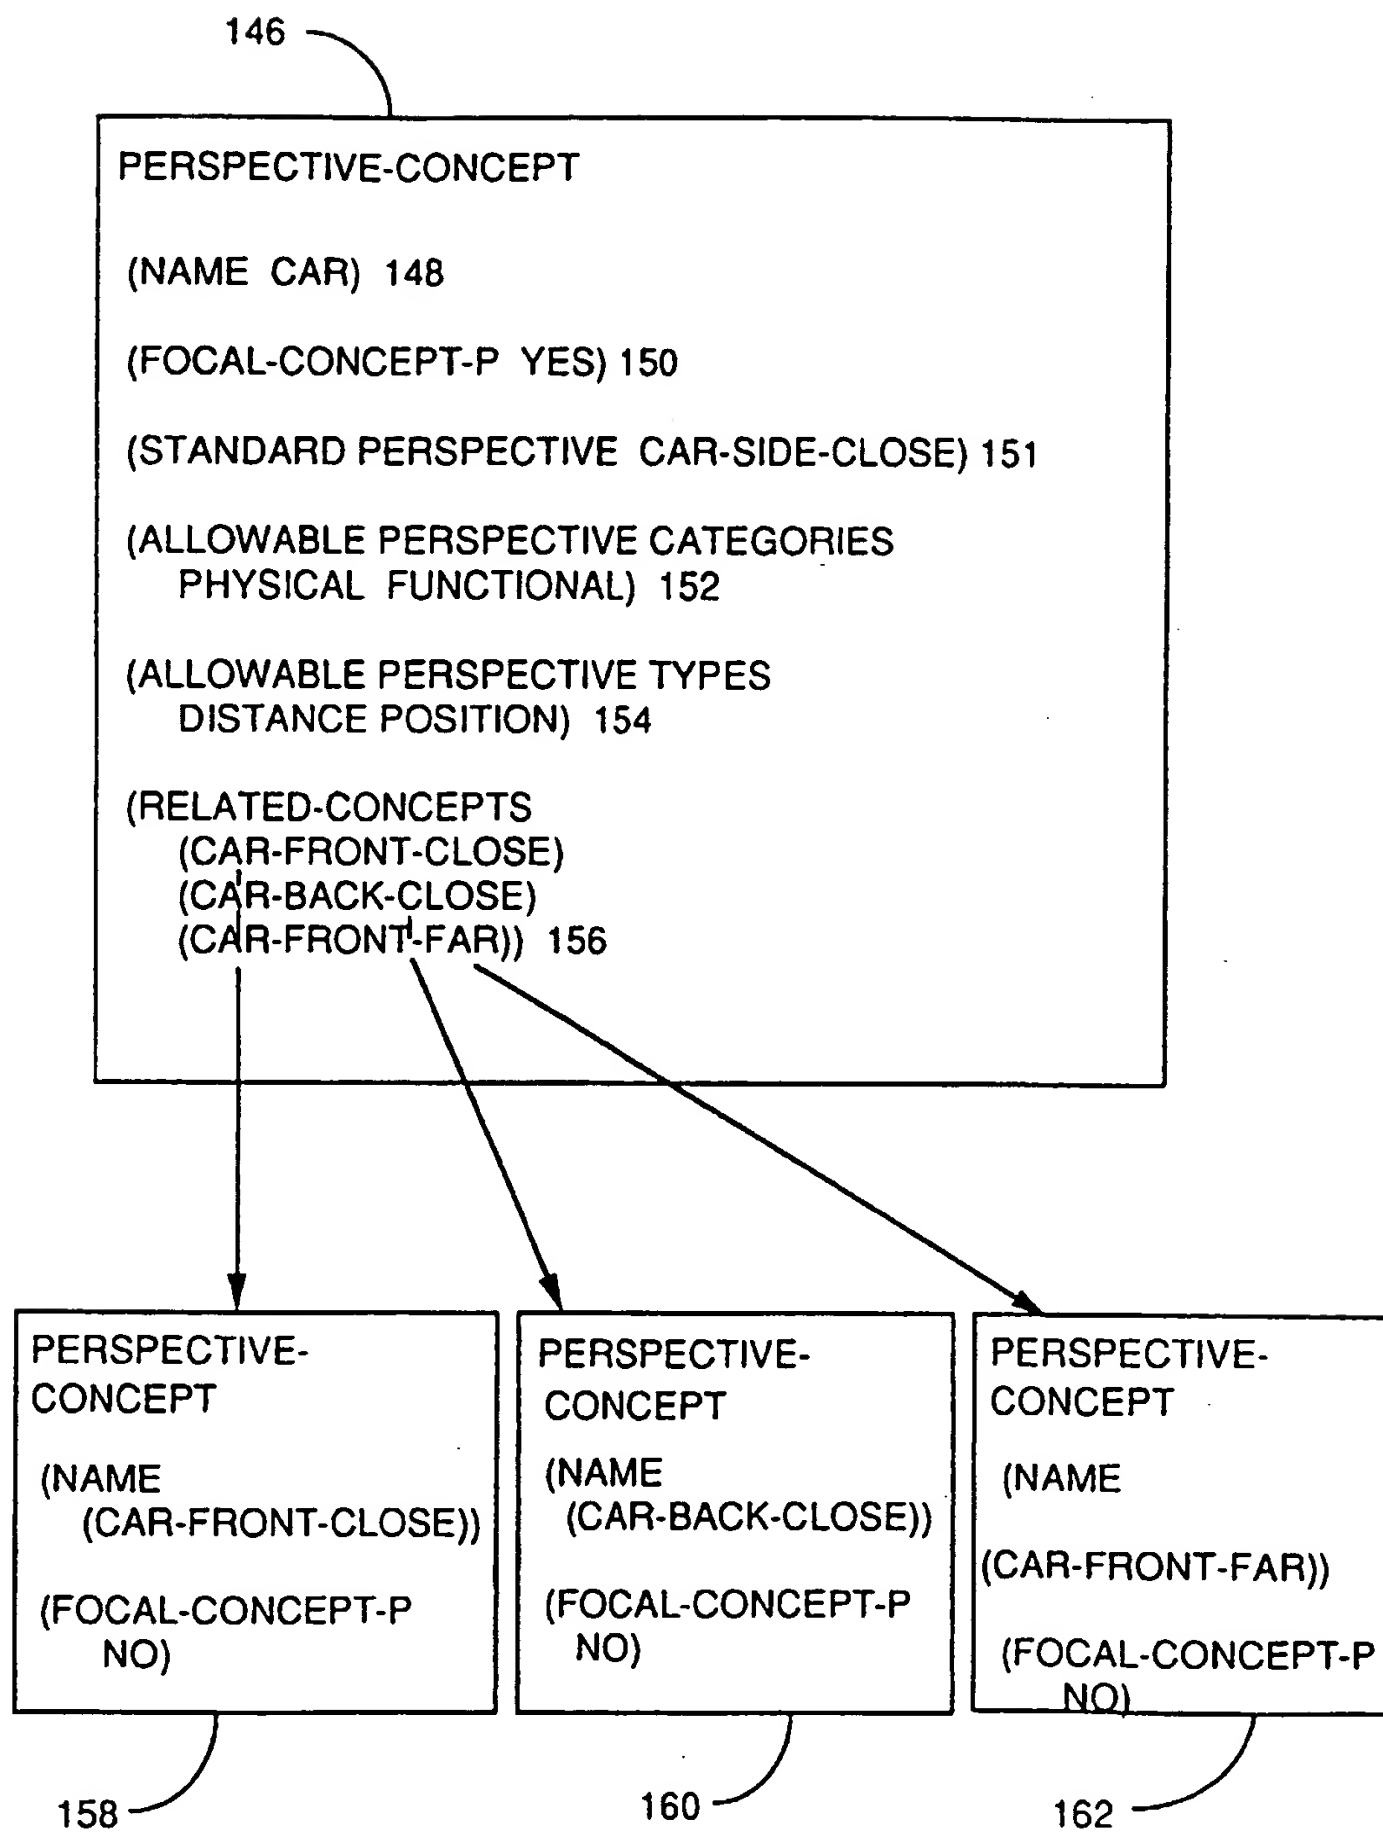 146
PERSPECTIVE-CONCEPT
(NAME CAR) 148
(FOCAL-CONCEPT-P YES) 150
(STANDARD PERSPECTIVE CAR-SIDE-CLOSE) 151
(ALLOWABLE PERSPECTIVE CATEGORIES
PHYSICAL FUNCTIONAL) 152
(ALLOWABLE PERSPECTIVE TYPES
DISTANCE POSITION) 154
(RELATED-CONCEPTS
(CAR-FRONT-CLOSE)
(CAR-BACK-CLOSE)
(CAR-FRONT-FAR)) 156
PERSPECTIVE-
CONCEPT
(NAME
(CAR-FRONT-CLOSE))
(FOCAL-CONCEPT-P
NO)
158
PERSPECTIVE-
CONCEPT
(NAME
(CAR-BACK-CLOSE))
(FOCAL-CONCEPT-P
NO)
160
PERSPECTIVE-
CONCEPT
(NAME
(CAR-FRONT-FAR))
(FOCAL-CONCEPT-P
NO)
162